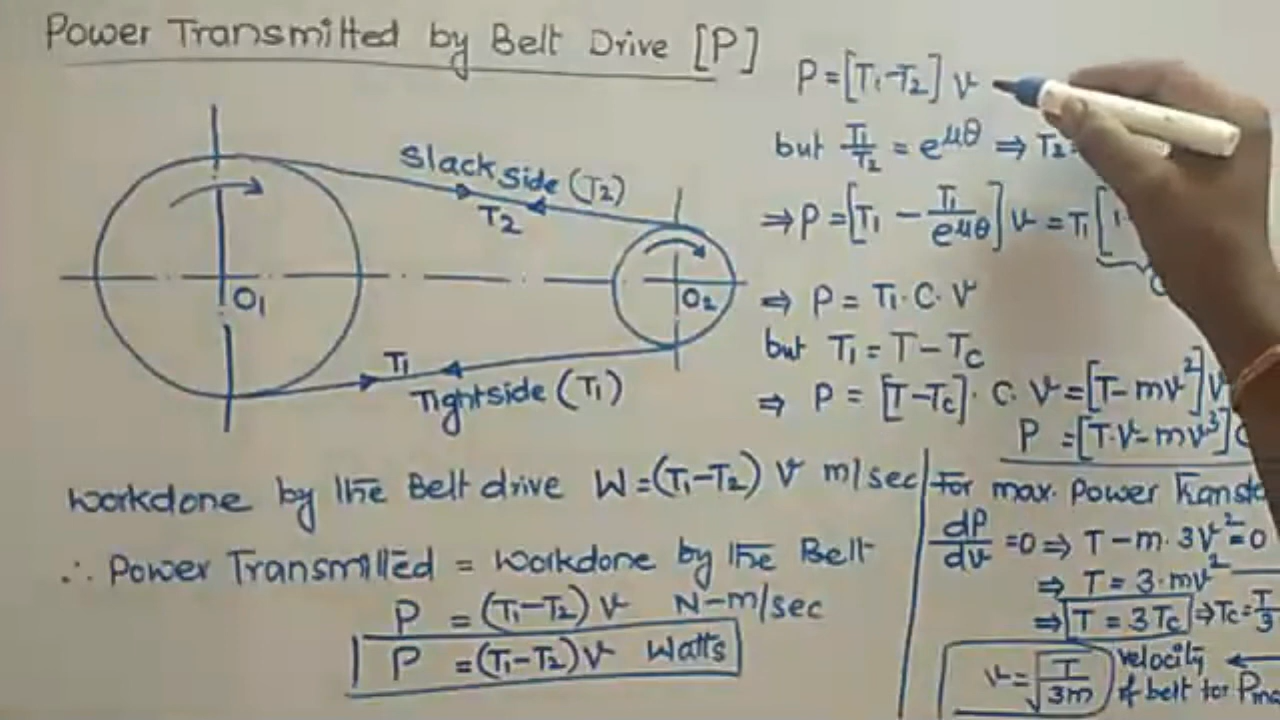 Power Transmitted by Belt Drive [P]
Slack side (T₂)
T₂
O₁
O₂
T₁
Tightside (T₁)
workdone by the Belt drive W = (T₁-T₂) V m/sec
∴ Power Transmitted = workdone by the Belt
P = (T₁-T₂) V N-m/sec
P = (T₁-T₂) V Watts
P = [T₁-T₂] V
but T₁/T₂ = e^μθ ⇒ T₂=
⇒ P = [T₁ - T₁/e^μθ] V = T₁ [1
⇒ P = T₁. C. V
but T₁ = T - Tc
⇒ P = [T-Tc]. C. V = [T-mv²] V
P = [T.V - mv³] C
For max. Power
dP/dv = 0 ⇒ T - m. 3V² = 0
⇒ T = 3.mv²
⇒ T = 3Tc ⇒ Tc = T/3
V = √T/3m velocity
of belt for Pma